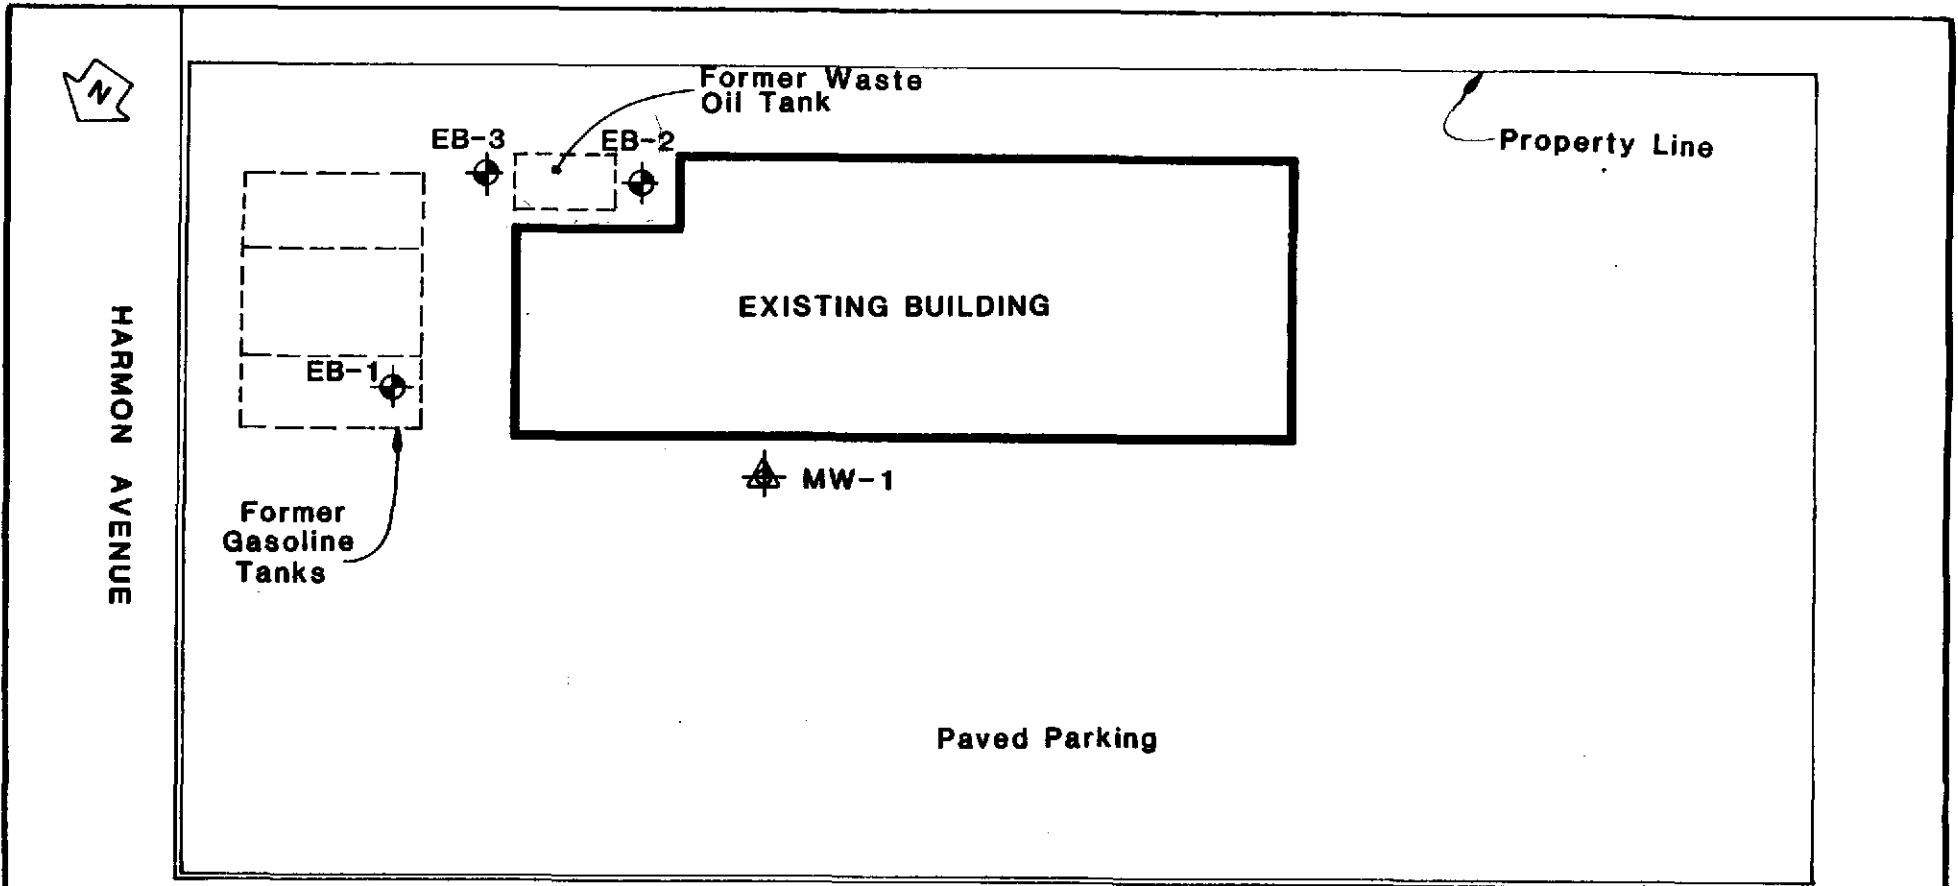 N
Former Waste
Oil Tank
EB-3
EB-2
Property Line
EXISTING BUILDING
HARMON AVENUE
EB-1
MW-1
Former
Gasoline
Tanks
Paved Parking